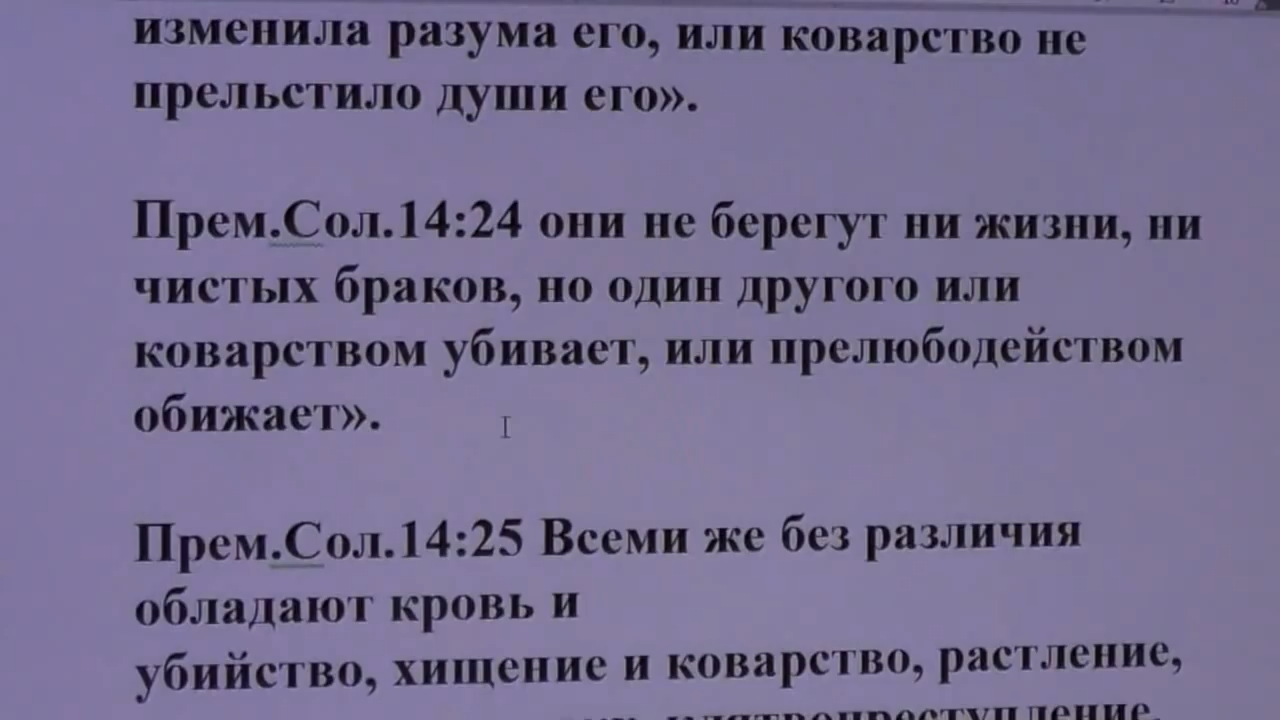 изменила разума его, или коварство не
прельстило души его».
Прем.Сол.14:24 они не берегут ни жизни, ни
чистых браков, но один другого или
коварством убивает, или прелюбодейством
обижает».
Прем.Сол.14:25 Всеми же без различия
обладают кровь и
убийство, хищение и коварство, растление,
клятвопреступление,